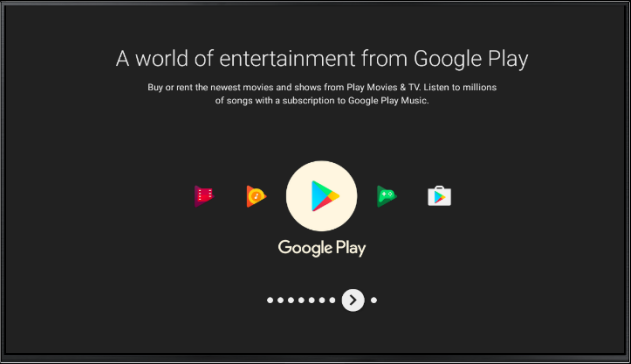 A world of entertainment from Google Play
Buy or rent the newest movies and shows from Play Movies & TV. Listen to millions
of songs with a subscription to Google Play Music.
Google Play